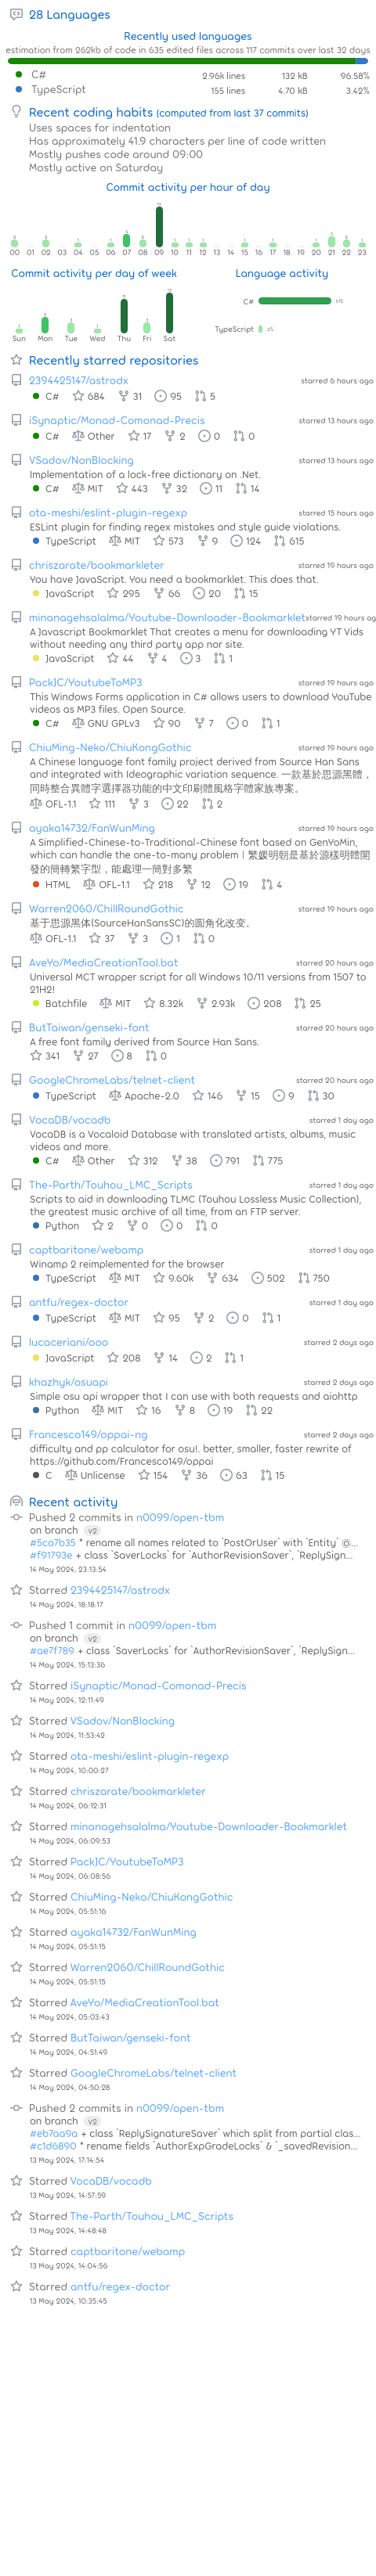 28 Languages
Recently used languages
estimation from 262kb of code in 635 edited files across 117 commits over last 32 days
C# 2.96k lines 132 kB 96.58%
TypeScript 155 lines 4.70 kB 3.42%
Recent coding habits (computed from last 37 commits)
Uses spaces for indentation
Has approximately 41.9 characters per line of code written
Mostly pushes code around 09:00
Mostly active on Saturday
Commit activity per hour of day
00 01 02 03 04 05 06 07 08 09 10 11 12 13 14 15 16 17 18 19 20 21 22 23
Commit activity per day of week
Language activity
C#
TypeScript
Sun Mon Tue Wed Thu Fri Sat
Recently starred repositories
2394425147/astrodx starred 6 hours ago
C# 684 31 95 5
iSynaptic/Monad-Comonad-Precis starred 13 hours ago
C# Other 17 2 0 0
VSadov/NonBlocking starred 13 hours ago
Implementation of a lock-free dictionary on .Net.
C# MIT 443 32 11 14
ota-meshi/eslint-plugin-regexp starred 15 hours ago
ESLint plugin for finding regex mistakes and style guide violations.
TypeScript MIT 573 9 124 615
chriszarate/bookmarkleter starred 19 hours ago
You have JavaScript. You need a bookmarklet. This does that.
JavaScript 295 66 20 15
minanagehsalalma/Youtube-Downloader-Bookmarklet starred 19 hours ag
A Javascript Bookmarklet That creates a menu for downloading YT Vids
without needing any third party app nor site.
JavaScript 44 4 3 1
PackJC/YoutubeToMP3 starred 19 hours ago
This Windows Forms application in C# allows users to download YouTube
videos as MP3 files. Open Source.
C# GNU GPLv3 90 7 0 1
ChiuMing-Neko/ChiuKongGothic starred 19 hours ago
A Chinese language font family project derived from Source Han Sans
and integrated with Ideographic variation sequence. 一款基於思源黑體，
同時整合異體字選擇器功能的中文印刷體風格字體家族專案。
OFL-1.1 111 3 22 2
ayaka14732/FanWunMing starred 19 hours ago
A Simplified-Chinese-to-Traditional-Chinese font based on GenYoMin,
which can handle the one-to-many problem | 繁媛明朝是基於源樣明體開
發的簡轉繁字型，能處理一簡對多繁
HTML OFL-1.1 218 12 19 4
Warren2060/ChillRoundGothic starred 19 hours ago
基于思源黑体(SourceHanSansSC)的圆角化改变。
OFL-1.1 37 3 1 0
AveYo/MediaCreationTool.bat starred 20 hours ago
Universal MCT wrapper script for all Windows 10/11 versions from 1507 to
21H2!
Batchfile MIT 8.32k 2.93k 208 25
ButTaiwan/genseki-font starred 20 hours ago
A free font family derived from Source Han Sans.
341 27 8 0
GoogleChromeLabs/telnet-client starred 20 hours ago
TypeScript Apache-2.0 146 15 9 30
VocaDB/vocadb starred 1 day ago
VocaDB is a Vocaloid Database with translated artists, albums, music
videos and more.
C# Other 312 38 791 775
The-Parth/Touhou_LMC_Scripts starred 1 day ago
Scripts to aid in downloading TLMC (Touhou Lossless Music Collection),
the greatest music archive of all time, from an FTP server.
Python 2 0 0 0
captbaritone/webamp starred 1 day ago
Winamp 2 reimplemented for the browser
TypeScript MIT 9.60k 634 502 750
antfu/regex-doctor starred 1 day ago
TypeScript MIT 95 2 0 1
lucaceriani/ooo starred 2 days ago
JavaScript 208 14 2 1
khazhyk/osuapi starred 2 days ago
Simple osu api wrapper that I can use with both requests and aiohttp
Python MIT 16 8 19 22
Francesco149/oppai-ng starred 2 days ago
difficulty and pp calculator for osu!. better, smaller, faster rewrite of
https://github.com/Francesco149/oppai
C Unlicense 154 36 63 15
Recent activity
Pushed 2 commits in n0099/open-tbm
on branch v2
#5ca7b35 * rename all names related to `PostOrUser` with `Entity` @...
#f91793e + class `SaverLocks` for `AuthorRevisionSaver`, `ReplySign...
14 May 2024, 23:13:54
Starred 2394425147/astrodx
14 May 2024, 18:18:17
Pushed 1 commit in n0099/open-tbm
on branch v2
#ae7f789 + class `SaverLocks` for `AuthorRevisionSaver`, `ReplySign...
14 May 2024, 15:13:36
Starred iSynaptic/Monad-Comonad-Precis
14 May 2024, 12:11:49
Starred VSadov/NonBlocking
14 May 2024, 11:53:42
Starred ota-meshi/eslint-plugin-regexp
14 May 2024, 10:00:27
Starred chriszarate/bookmarkleter
14 May 2024, 06:12:31
Starred minanagehsalalma/Youtube-Downloader-Bookmarklet
14 May 2024, 06:09:53
Starred PackJC/YoutubeToMP3
14 May 2024, 06:08:56
Starred ChiuMing-Neko/ChiuKongGothic
14 May 2024, 05:51:16
Starred ayaka14732/FanWunMing
14 May 2024, 05:51:15
Starred Warren2060/ChillRoundGothic
14 May 2024, 05:51:15
Starred AveYo/MediaCreationTool.bat
14 May 2024, 05:03:43
Starred ButTaiwan/genseki-font
14 May 2024, 04:51:49
Starred GoogleChromeLabs/telnet-client
14 May 2024, 04:50:28
Pushed 2 commits in n0099/open-tbm
on branch v2
#eb7aa9a + class `ReplySignatureSaver` which split from partial clas...
#c1d6890 * rename fields `AuthorExpGradeLocks` & `_savedRevision...
13 May 2024, 17:14:54
Starred VocaDB/vocadb
13 May 2024, 14:57:59
Starred The-Parth/Touhou_LMC_Scripts
13 May 2024, 14:48:48
Starred captbaritone/webamp
13 May 2024, 14:04:56
Starred antfu/regex-doctor
13 May 2024, 10:35:45